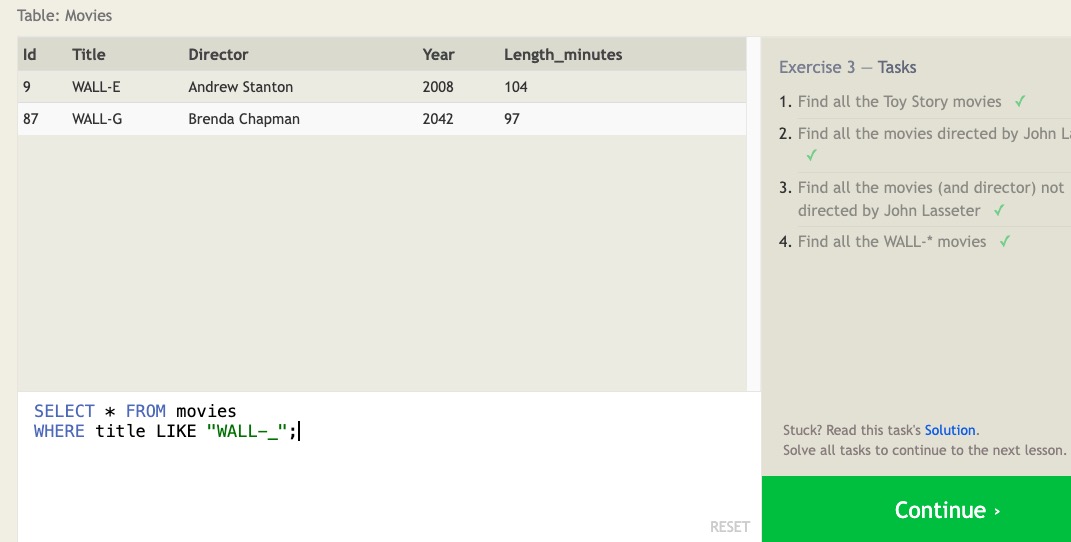 Table: Movies
Id Title Director Year Length_minutes
9 WALL-E Andrew Stanton 2008 104
87 WALL-G Brenda Chapman 2042 97
SELECT * FROM movies
WHERE title LIKE "WALL-_";
RESET
Exercise 3 — Tasks
1. Find all the Toy Story movies ✓
2. Find all the movies directed by John
✓
3. Find all the movies (and director) not
directed by John Lasseter ✓
4. Find all the WALL-* movies ✓
Stuck? Read this task's Solution.
Solve all tasks to continue to the next lesson.
Continue ›